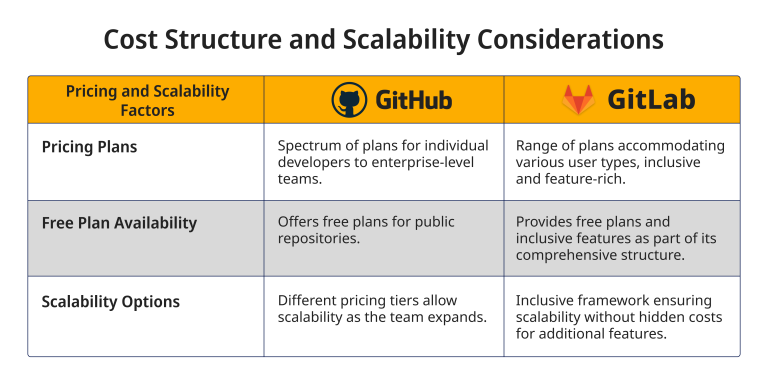 Cost Structure and Scalability Considerations
Pricing and Scalability
Factors
GitHub
GitLab
Pricing Plans
Spectrum of plans for individual
developers to enterprise-level
teams.
Range of plans accommodating
various user types, inclusive
and feature-rich.
Free Plan Availability
Offers free plans for public
repositories.
Provides free plans and
inclusive features as part of its
comprehensive structure.
Scalability Options
Different pricing tiers allow
scalability as the team expands.
Inclusive framework ensuring
scalability without hidden costs
for additional features.